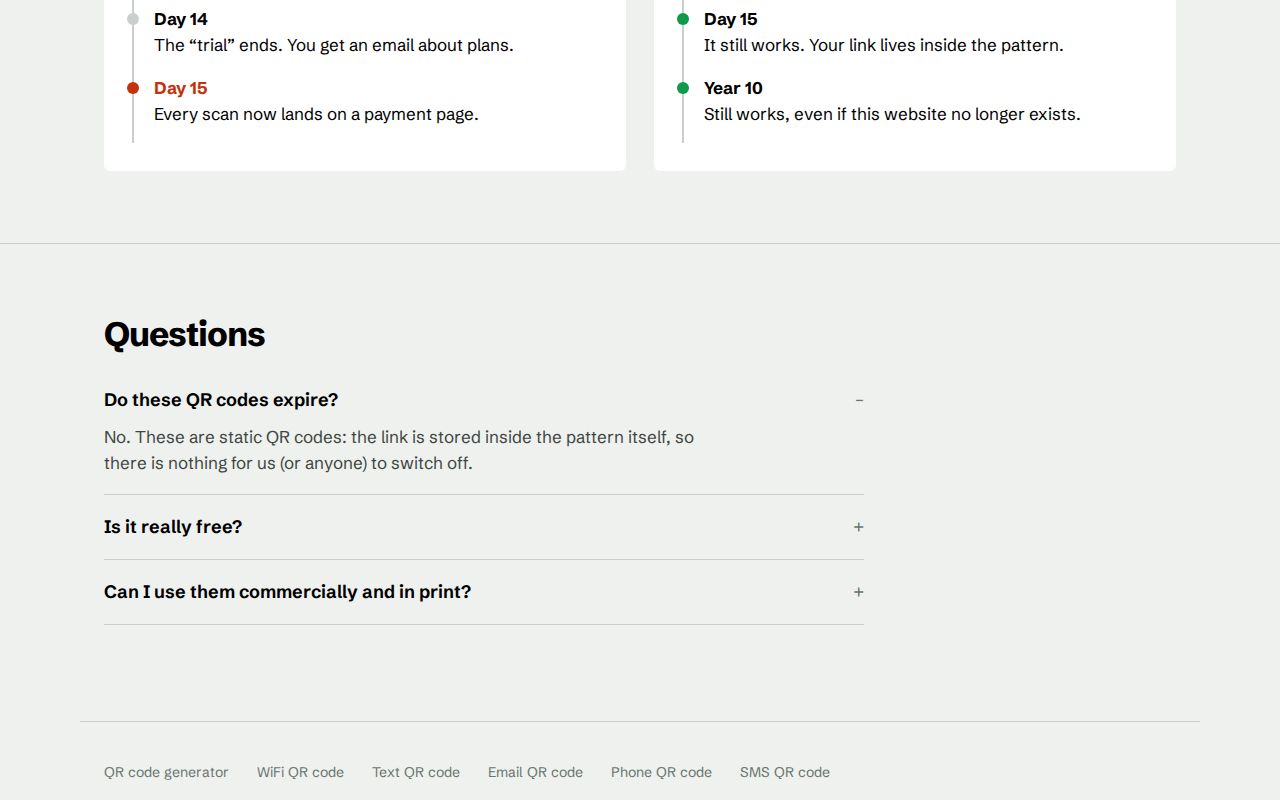 Day 14
The “trial” ends. You get an email about plans.
Day 15
Every scan now lands on a payment page.
Day 15
It still works. Your link lives inside the pattern.
Year 10
Still works, even if this website no longer exists.
Questions
Do these QR codes expire? –
No. These are static QR codes: the link is stored inside the pattern itself, so
there is nothing for us (or anyone) to switch off.
Is it really free? +
Can I use them commercially and in print? +
QR code generator WiFi QR code Text QR code Email QR code Phone QR code SMS QR code